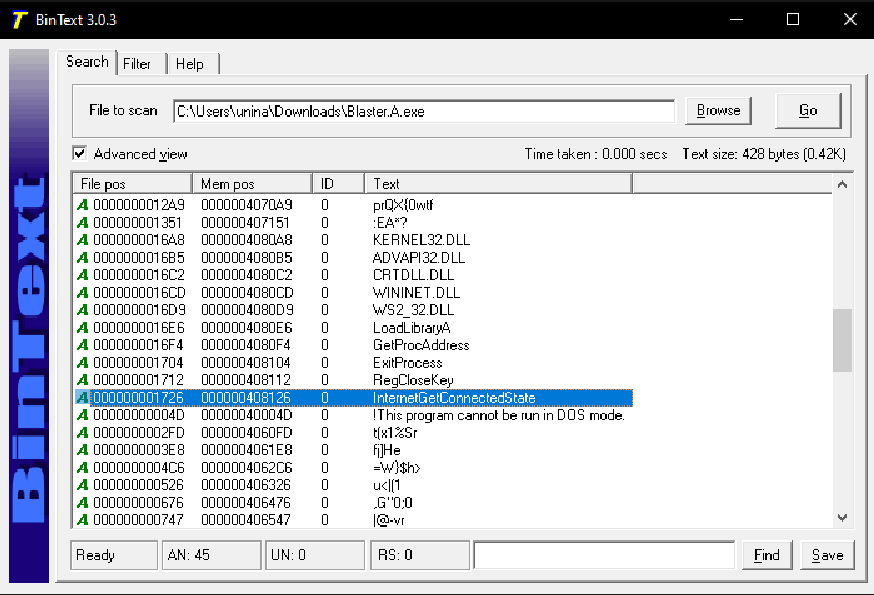 BinText 3.0.3
Search Filter Help
File to scan C:\Users\unina\Downloads\Blaster.A.exe Browse Go
Advanced view Time taken : 0.000 secs Text size: 428 bytes (0.42K)
BinText
File pos Mem pos ID Text
A 0000000012A9 0000004070A9 0 prQX{0wtf
A 000000001351 000000407151 0 :EA*?
A 0000000016A8 0000004080A8 0 KERNEL32.DLL
A 0000000016B5 0000004080B5 0 ADVAPI32.DLL
A 0000000016C2 0000004080C2 0 CRTDLL.DLL
A 0000000016CD 0000004080CD 0 WININET.DLL
A 0000000016D9 0000004080D9 0 WS2_32.DLL
A 0000000016E6 0000004080E6 0 LoadLibraryA
A 0000000016F4 0000004080F4 0 GetProcAddress
A 000000001704 000000408104 0 ExitProcess
A 000000001712 000000408112 0 RegCloseKey
A 000000001726 000000408126 0 InternetGetConnectedState
A 00000000004D 00000040004D 0 !This program cannot be run in DOS mode.
A 0000000002FD 0000004060FD 0 t(x1%Sr
A 0000000003E8 0000004061E8 0 fj]He
A 0000000004C6 0000004062C6 0 =W}$h>
A 000000000526 000000406326 0 u<|(1
A 000000000676 000000406476 0 ,G"0;0
A 000000000747 000000406547 0 |@-vr
Ready AN: 45 UN: 0 RS: 0 Find Save